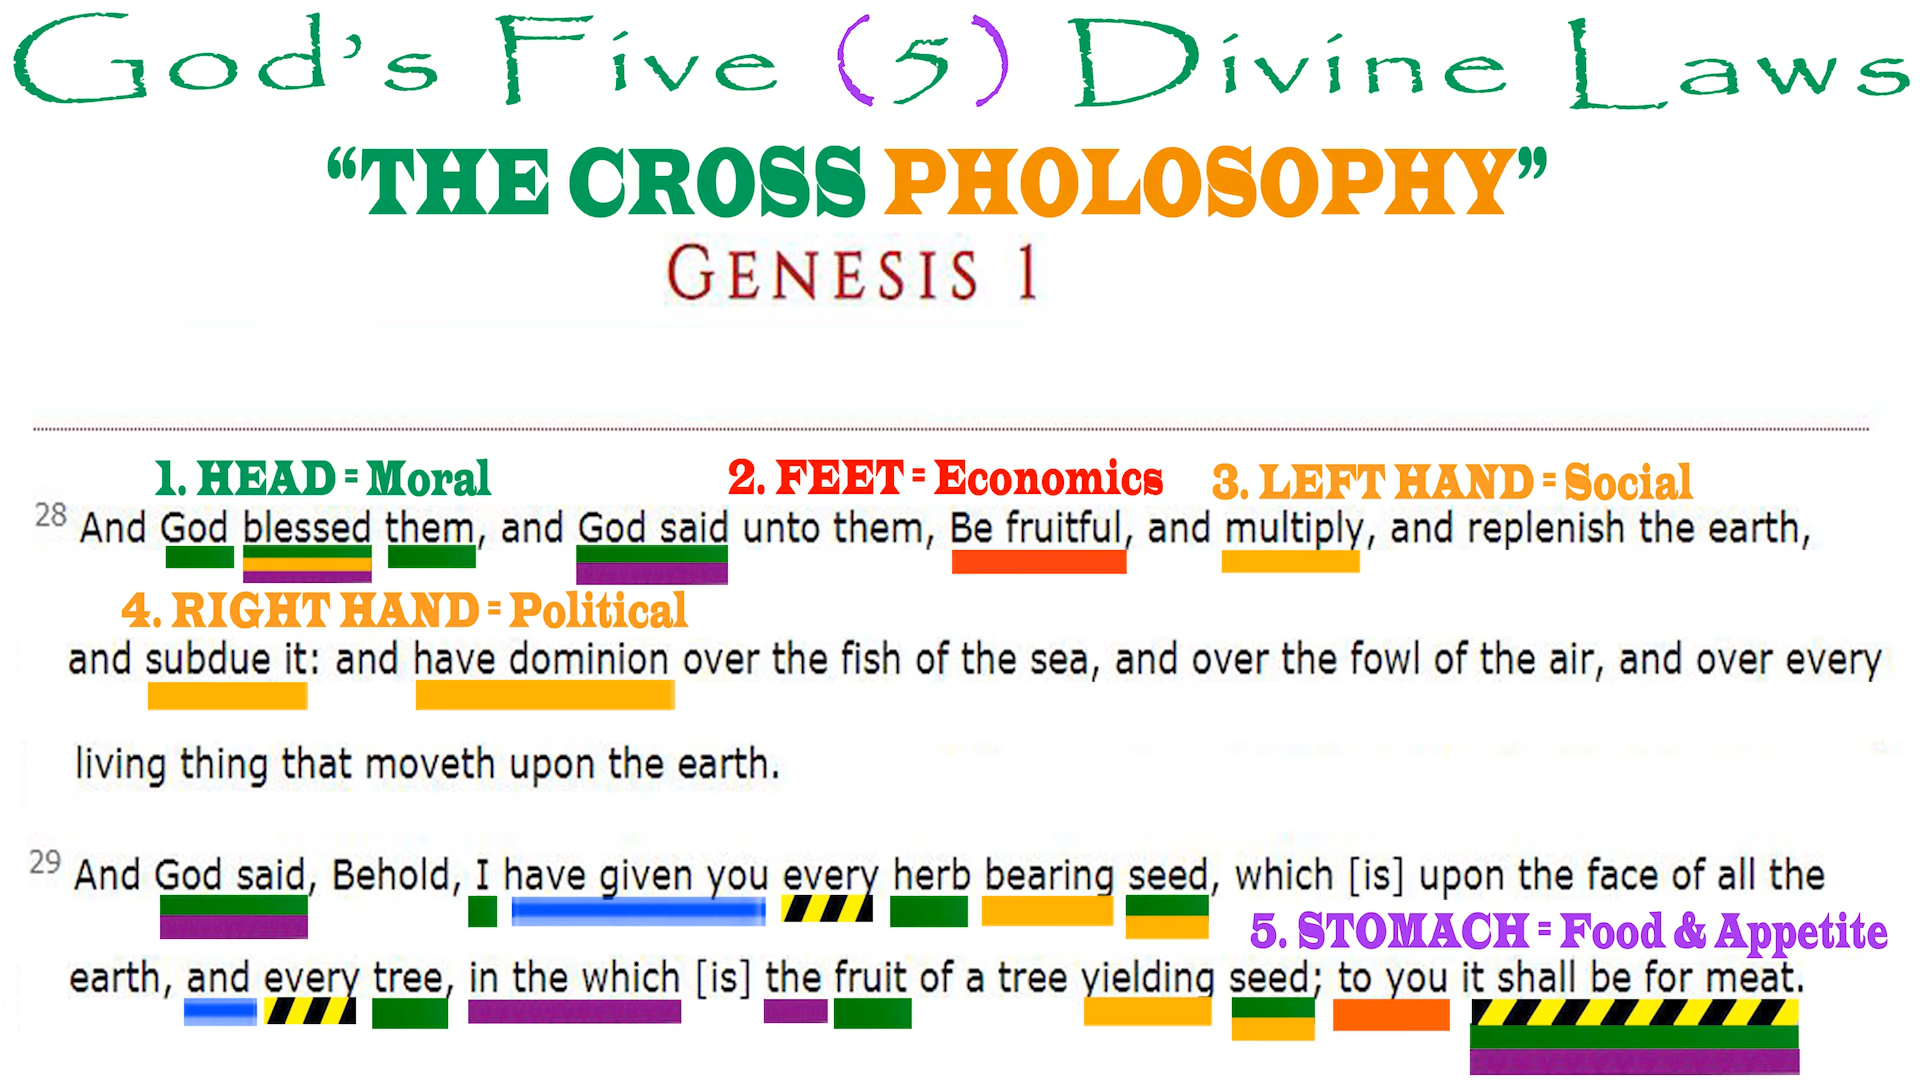 God's Five (5) Divine Laws
“THE CROSS PHOLOSOPHY”
GENESIS 1
1. HEAD = Moral 2. FEET = Economics 3. LEFT HAND = Social
28 And God blessed them, and God said unto them, Be fruitful, and multiply, and replenish the earth,
4. RIGHT HAND = Political
and subdue it: and have dominion over the fish of the sea, and over the fowl of the air, and over every
living thing that moveth upon the earth.
29 And God said, Behold, I have given you every herb bearing seed, which [is] upon the face of all the
5. STOMACH = Food & Appetite
earth, and every tree, in the which [is] the fruit of a tree yielding seed; to you it shall be for meat.